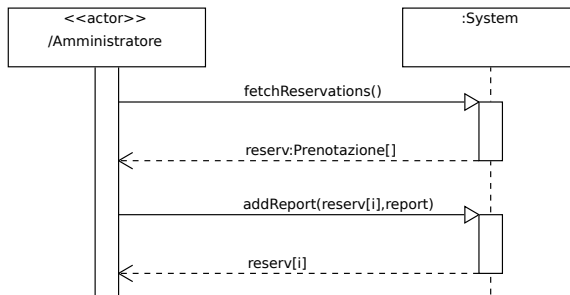 <<actor>>
/Amministratore
:System
fetchReservations()
reserv:Prenotazione[]
addReport(reserv[i],report)
reserv[i]